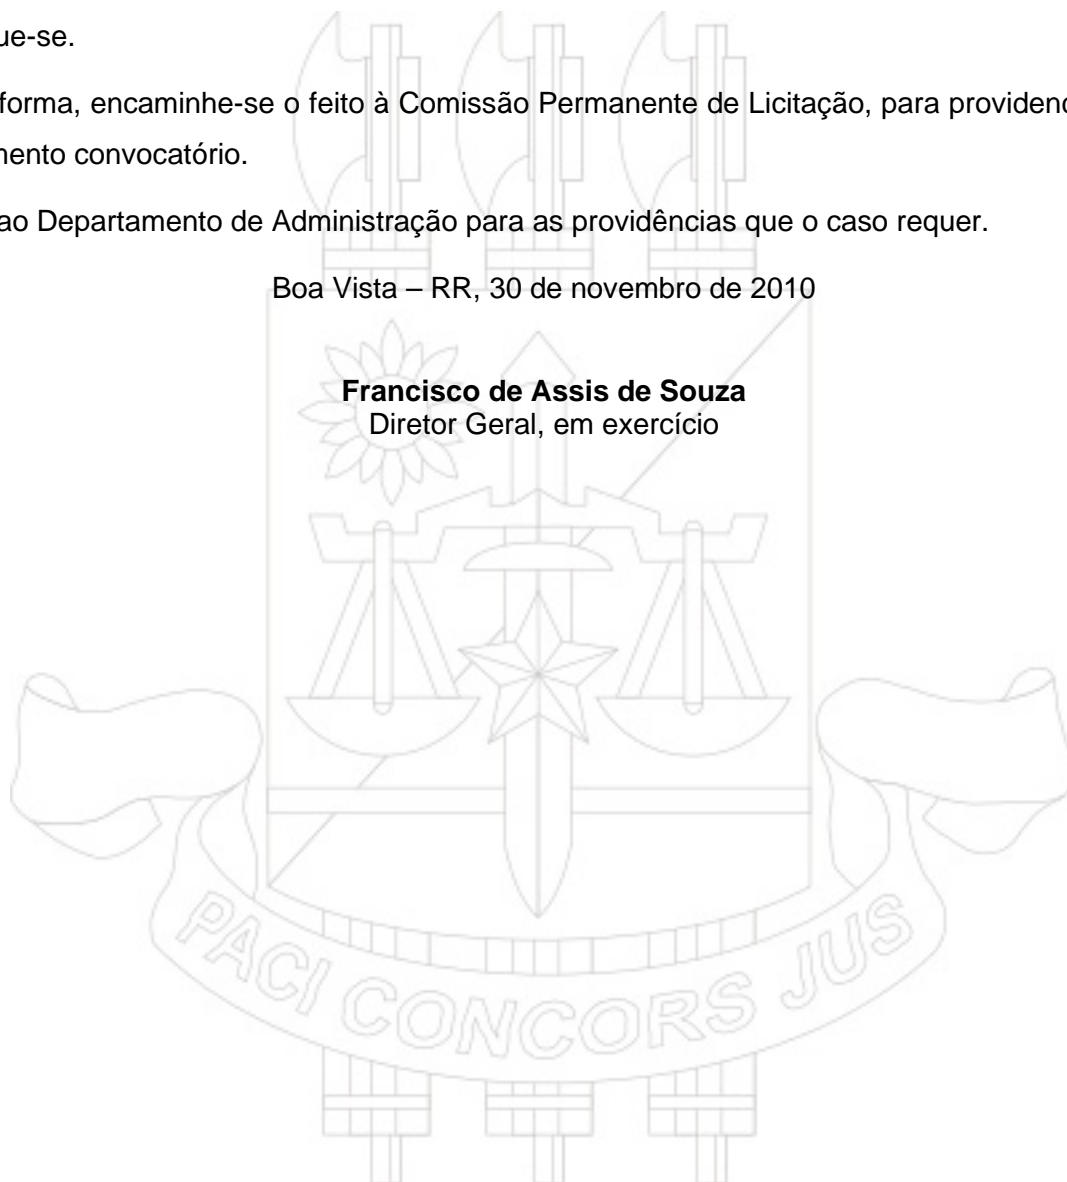 ue-se.
forma, encaminhe-se o feito à Comissão Permanente de Licitação, para providenc
mento convocatório.
ao Departamento de Administração para as providências que o caso requer.
Boa Vista – RR, 30 de novembro de 2010
Francisco de Assis de Souza
Diretor Geral, em exercício
PACI CONCORS JUS